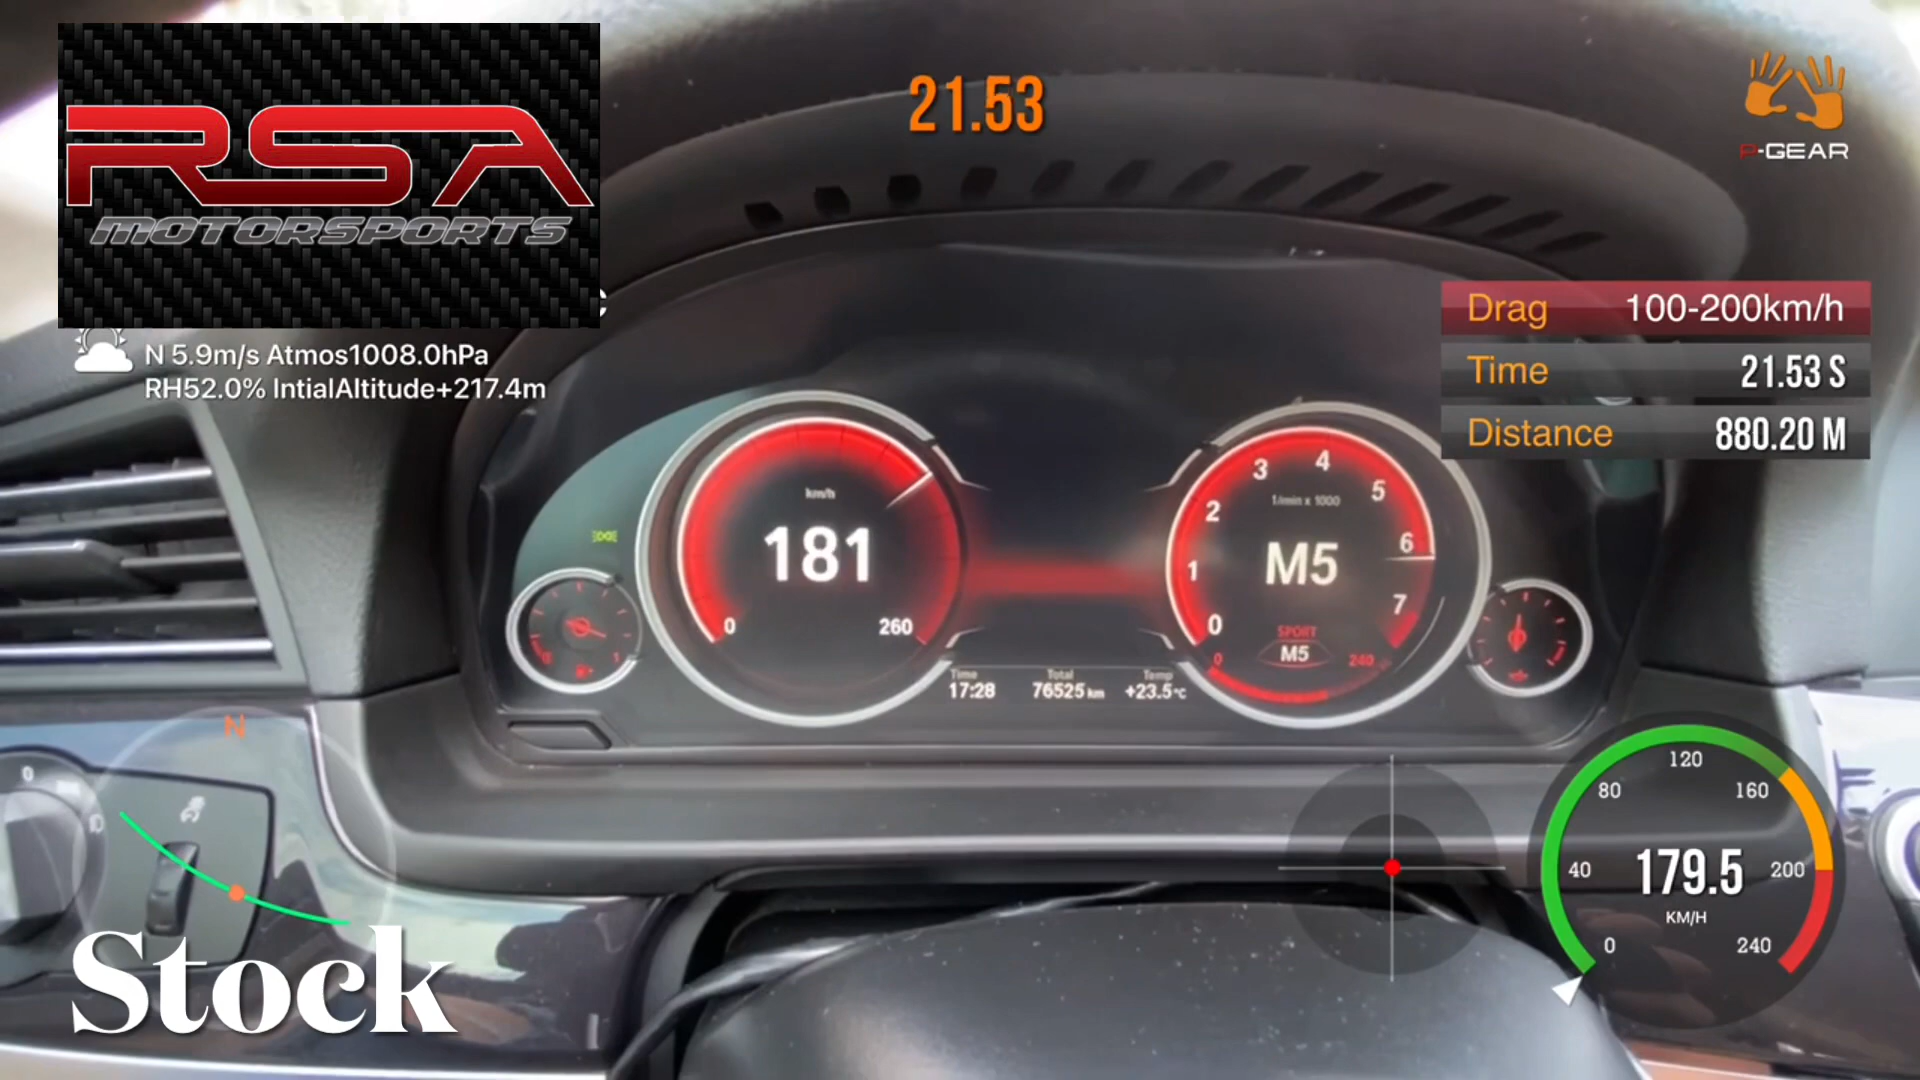 RSA
MOTORSPORTS
21.53
P-GEAR
N 5.9m/s Atmos1008.0hPa
RH52.0% IntialAltitude+217.4m
Drag 100-200km/h
Time 21.53 S
Distance 880.20 M
km/h
181
0 260
0 1 2 3 4 5 6 7
1/min x 1000
M5
SPORT
M5
0 240
Time Total Temp
17:28 76525 km +23.5°C
N
0
0 40 80 120 160 200 240
179.5
KM/H
Stock